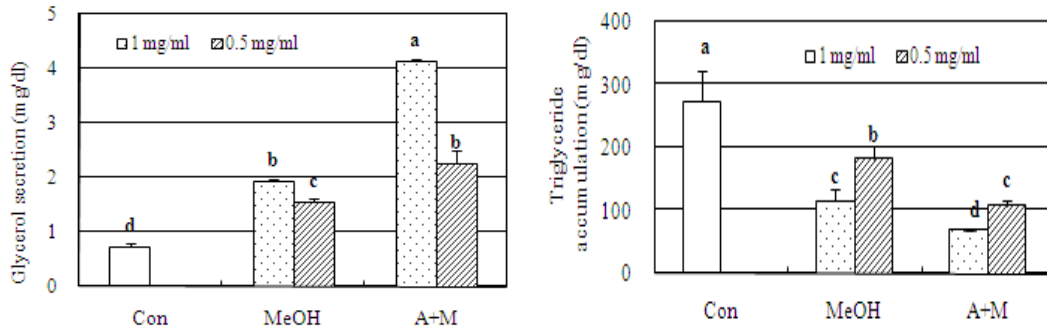 Glycerol secretion (mg/dl)
5
4
3
2
1
0
1 mg/ml
0.5 mg/ml
d
b
c
a
b
Con
MeOH
A+M
Triglyceride
accumulation (mg/dl)
400
300
200
100
0
1 mg/ml
0.5 mg/ml
a
c
b
d
c
Con
MeOH
A+M